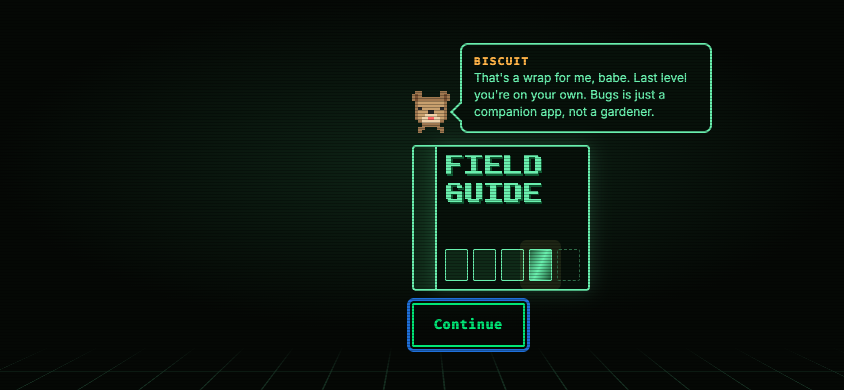 BISCUIT
That's a wrap for me, babe. Last level
you're on your own. Bugs is just a
companion app, not a gardener.
FIELD
GUIDE
Continue